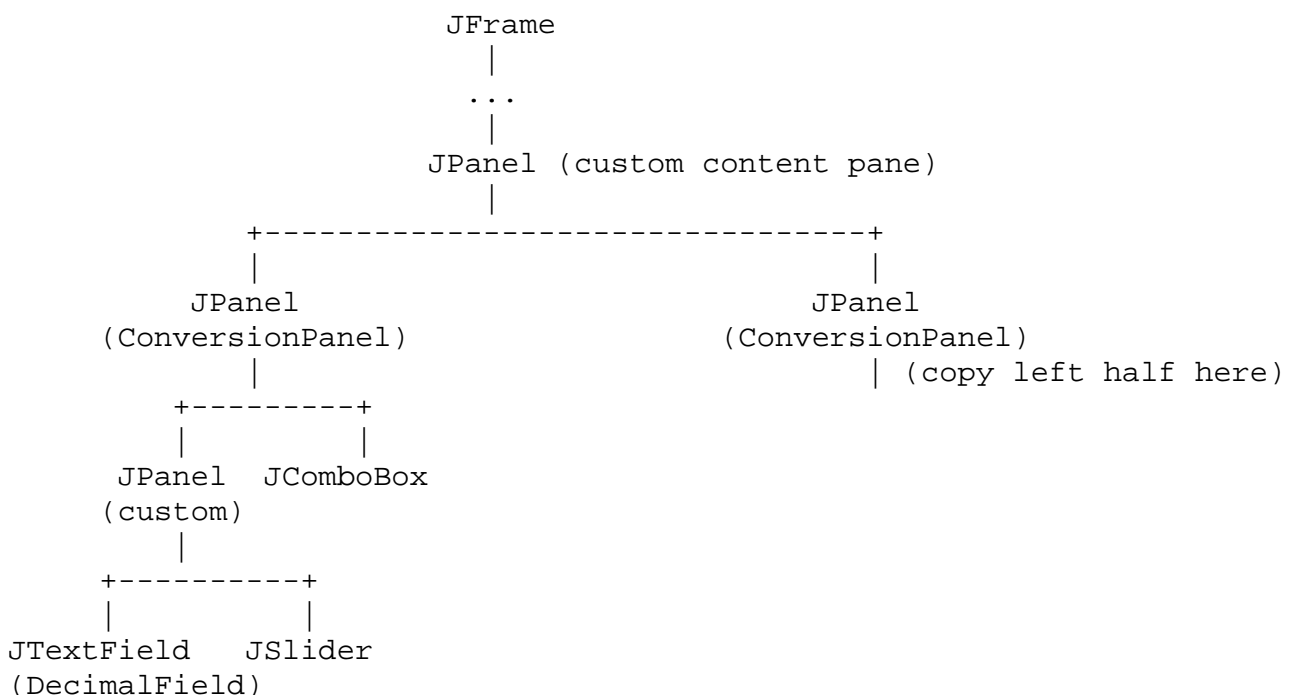 JFrame
|
...
|
JPanel (custom content pane)
|
+---------------------------------+
| |
JPanel JPanel
(ConversionPanel) (ConversionPanel)
| | (copy left half here)
+---------+
| |
JPanel JComboBox
(custom)
|
+----------+
| |
JTextField JSlider
(DecimalField)